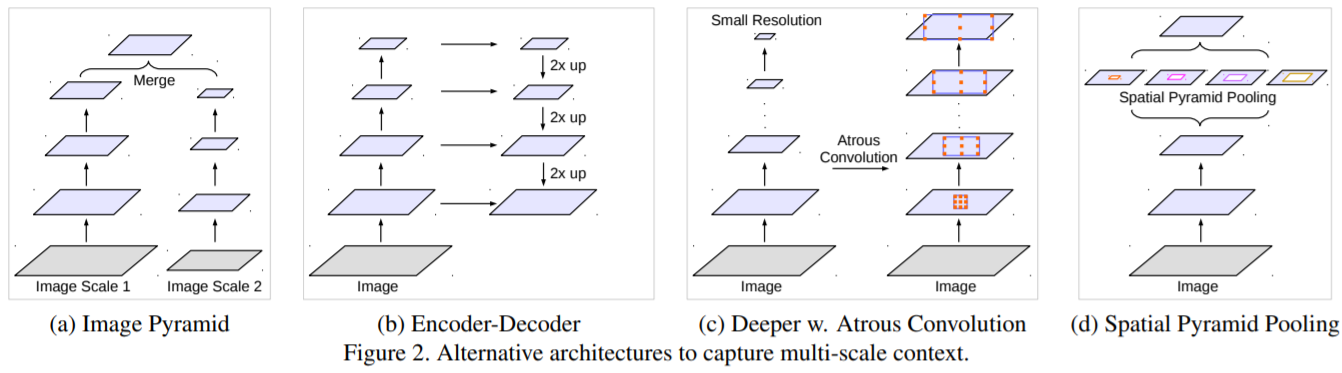 Merge
Image Scale 1
Image Scale 2
(a) Image Pyramid
2x up
2x up
2x up
Image
(b) Encoder-Decoder
Small Resolution
Atrous
Convolution
Image
Image
(c) Deeper w. Atrous Convolution
Spatial Pyramid Pooling
Image
(d) Spatial Pyramid Pooling
Figure 2. Alternative architectures to capture multi-scale context.